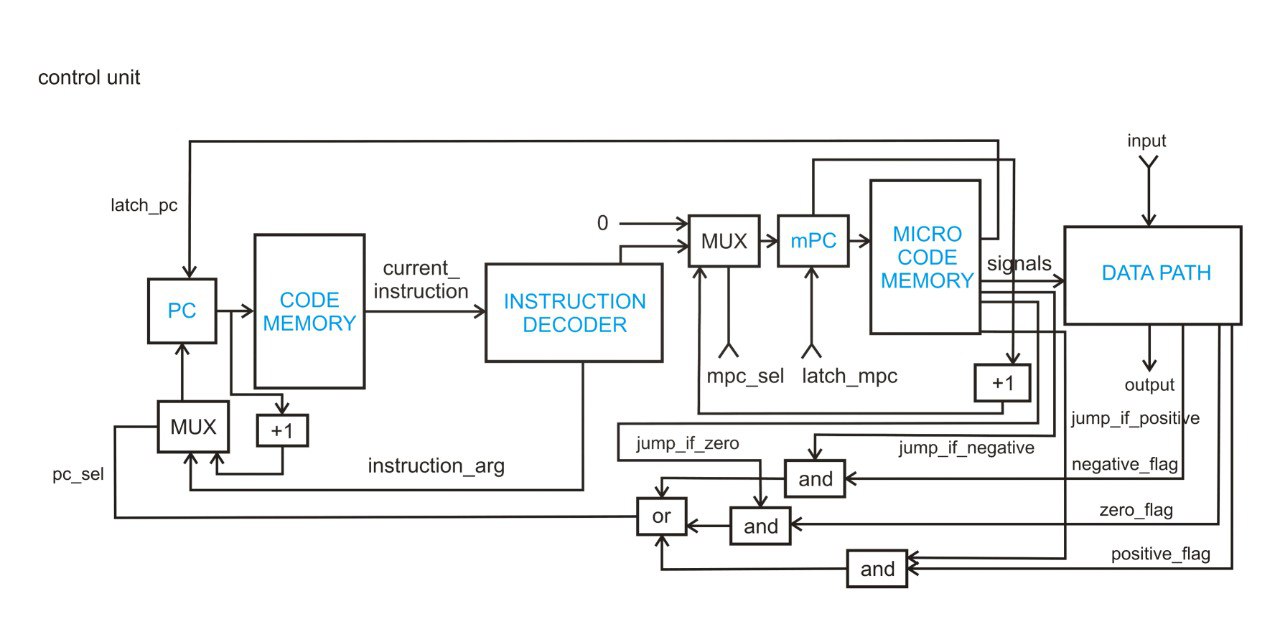 control unit
input
latch_pc
0
MUX
mPC
MICRO
CODE
MEMORY
signals
DATA PATH
current_
instruction
PC
CODE
MEMORY
INSTRUCTION
DECODER
mpc_sel
latch_mpc
+1
output
MUX
+1
jump_if_positive
jump_if_zero
jump_if_negative
pc_sel
instruction_arg
negative_flag
and
or
and
zero_flag
positive_flag
and